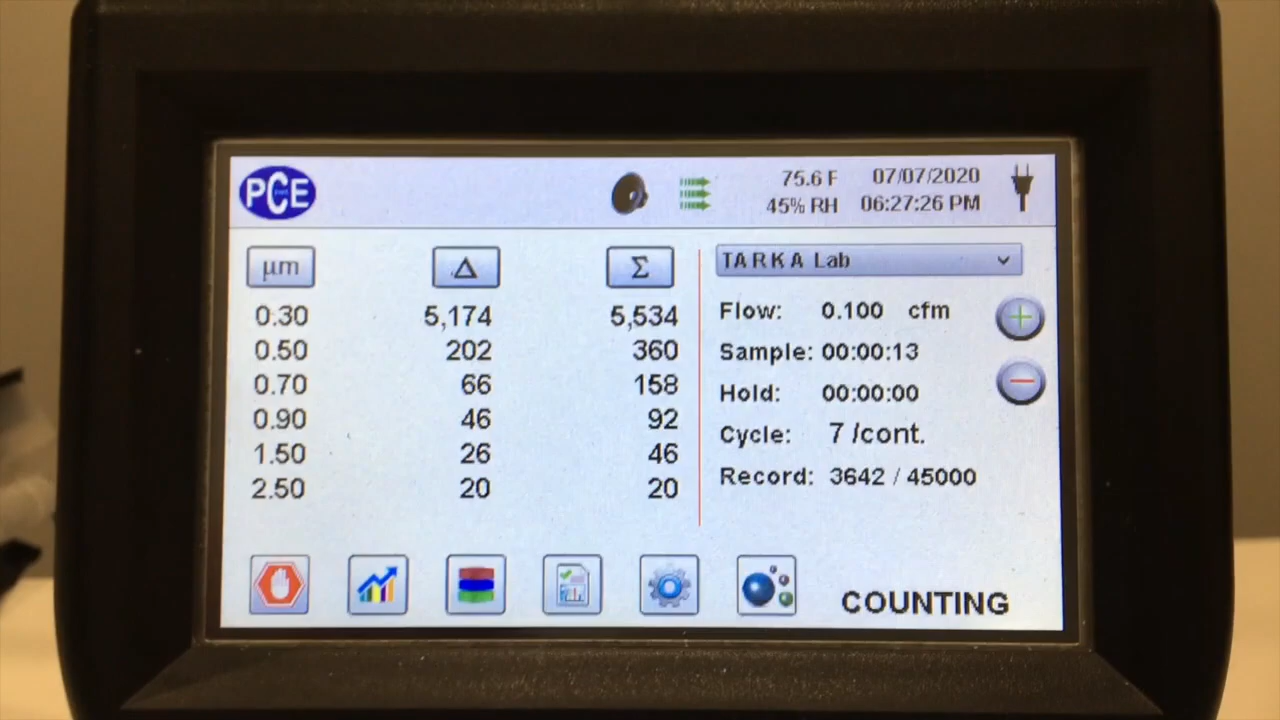 PCE
75.6 F 07/07/2020
45% RH 06:27:26 PM
µm Δ Σ
0.30 5,174 5,534
0.50 202 360
0.70 66 158
0.90 46 92
1.50 26 46
2.50 20 20
TARKA Lab
Flow: 0.100 cfm
Sample: 00:00:13
Hold: 00:00:00
Cycle: 7 /cont.
Record: 3642 / 45000
COUNTING